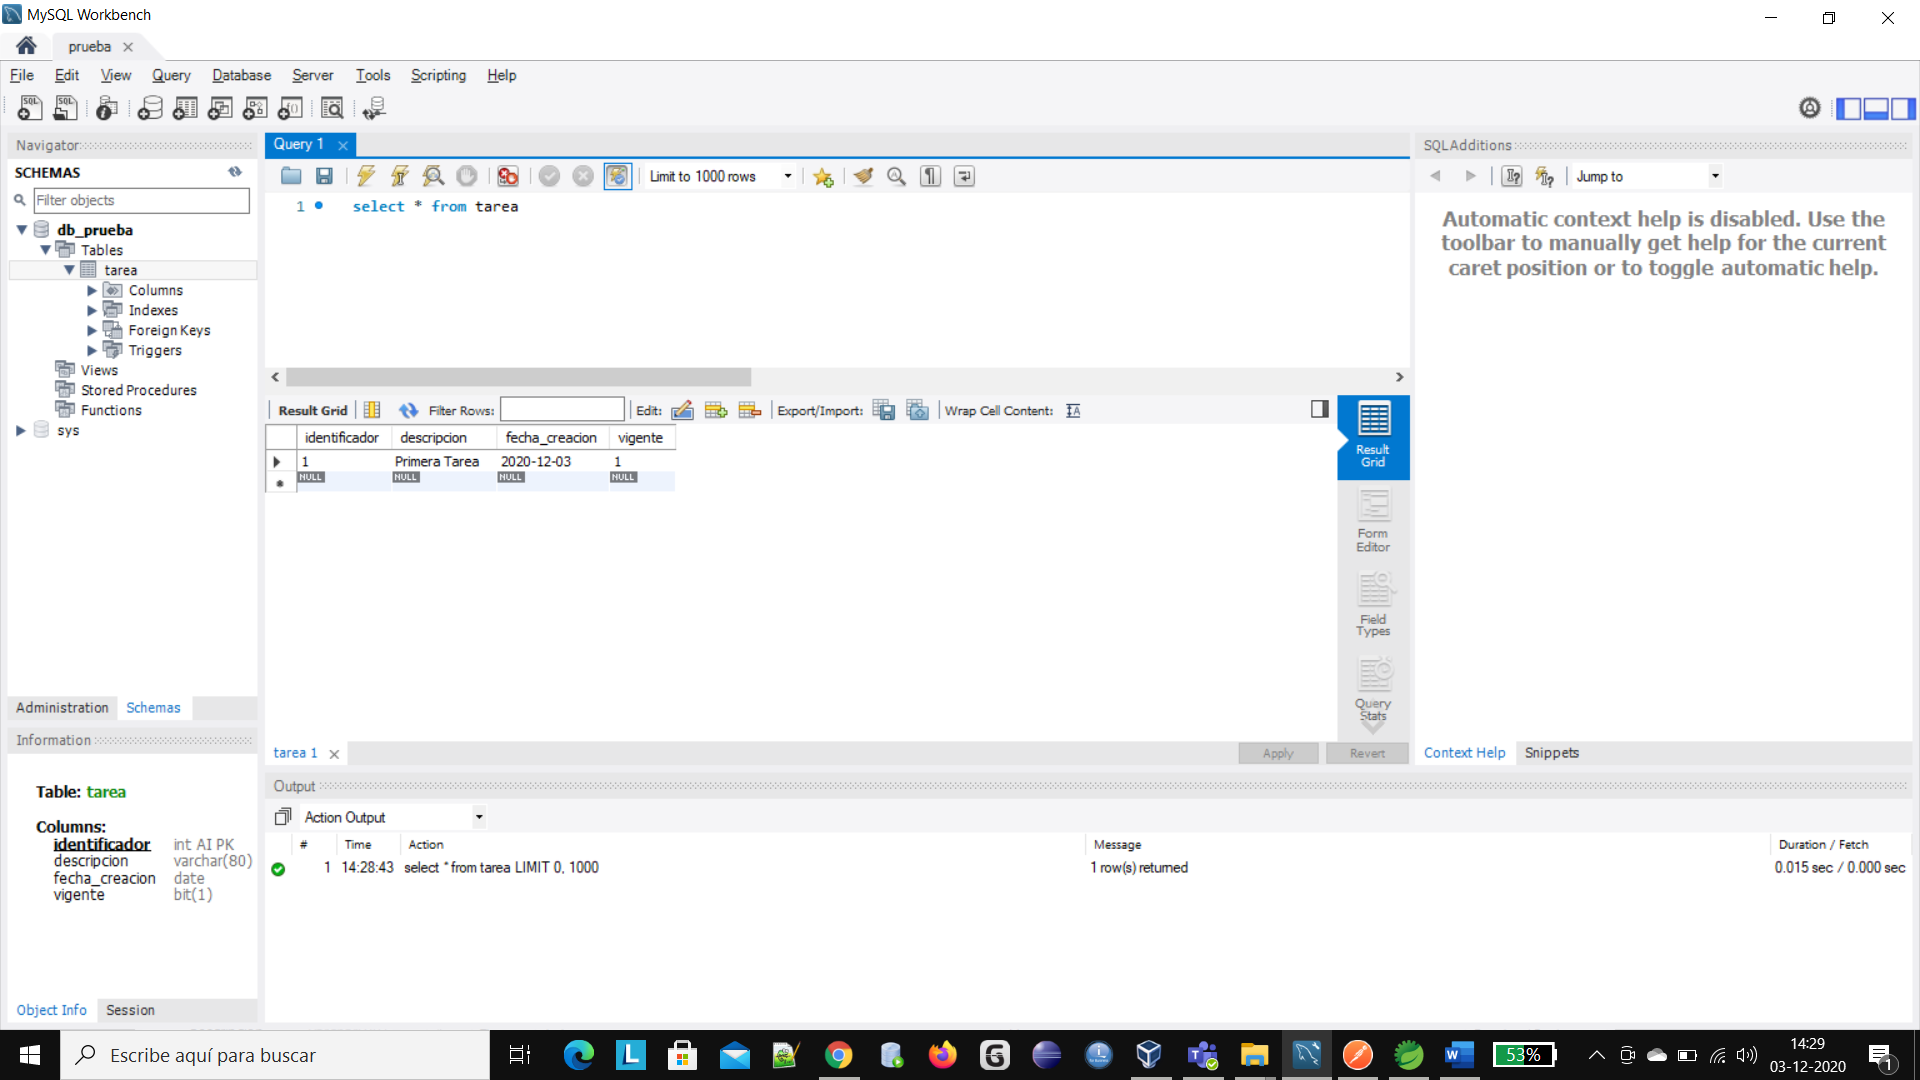 MySQL Workbench
prueba
File Edit View Query Database Server Tools Scripting Help
Navigator
SCHEMAS
Filter objects
db_prueba
Tables
tarea
Columns
Indexes
Foreign Keys
Triggers
Views
Stored Procedures
Functions
sys
Administration Schemas
Information
Table: tarea
Columns:
identificador int AI PK
descripcion varchar(80)
fecha_creacion date
vigente bit(1)
Object Info Session
Query 1
Limit to 1000 rows
1 select * from tarea
Result Grid Filter Rows: Edit: Export/Import: Wrap Cell Content:
identificador descripcion fecha_creacion vigente
1 Primera Tarea 2020-12-03 1
NULL NULL NULL NULL
Result Grid
Form Editor
Field Types
Query Stats
tarea 1 Apply Revert
SQLAdditions
Jump to
Automatic context help is disabled. Use the
toolbar to manually get help for the current
caret position or to toggle automatic help.
Context Help Snippets
Output
Action Output
# Time Action Message Duration / Fetch
1 14:28:43 select * from tarea LIMIT 0, 1000 1 row(s) returned 0.015 sec / 0.000 sec
Escribe aquí para buscar
53%
14:29
03-12-2020
1